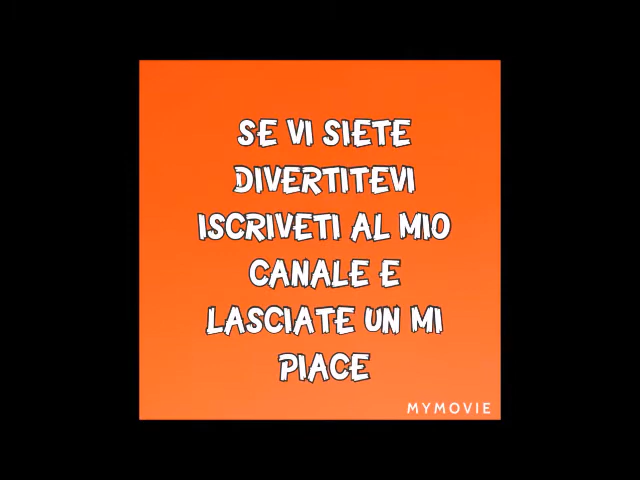 SE VI SIETE
DIVERTITEVI
ISCRIVETI AL MIO
CANALE E
LASCIATE UN MI
PIACE
MYMOVIE